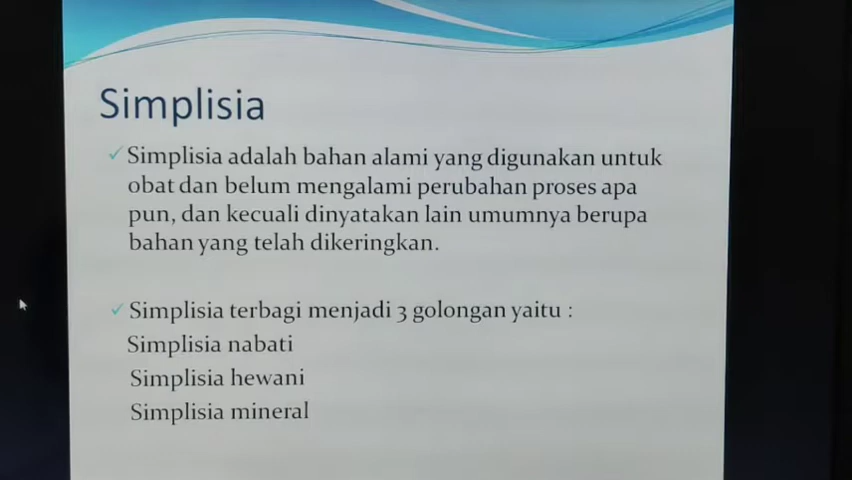 Simplisia
Simplisia adalah bahan alami yang digunakan untuk
obat dan belum mengalami perubahan proses apa
pun, dan kecuali dinyatakan lain umumnya berupa
bahan yang telah dikeringkan.
Simplisia terbagi menjadi 3 golongan yaitu :
Simplisia nabati
Simplisia hewani
Simplisia mineral